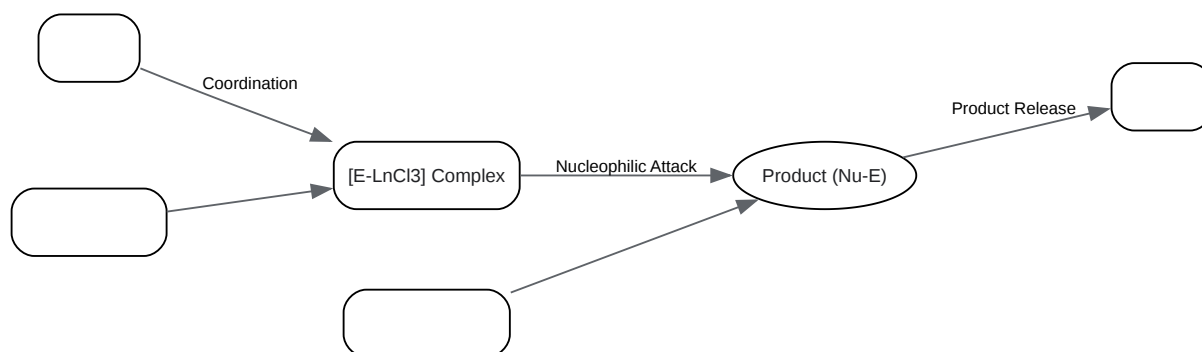 Coordination
Product Release
[E-LnCl3] Complex
Nucleophilic Attack
Product (Nu-E)